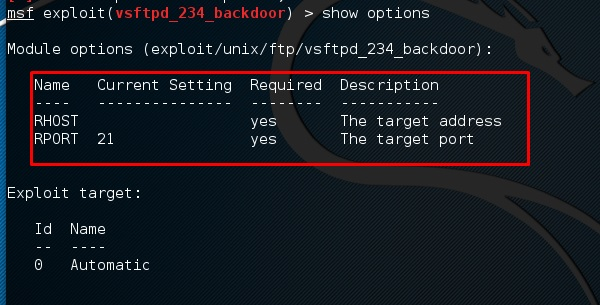 msf exploit(vsftpd_234_backdoor) > show options
Module options (exploit/unix/ftp/vsftpd_234_backdoor):
Name Current Setting Required Description
---- --------------- -------- -----------
RHOST yes The target address
RPORT 21 yes The target port
Exploit target:
Id Name
-- ----
0 Automatic